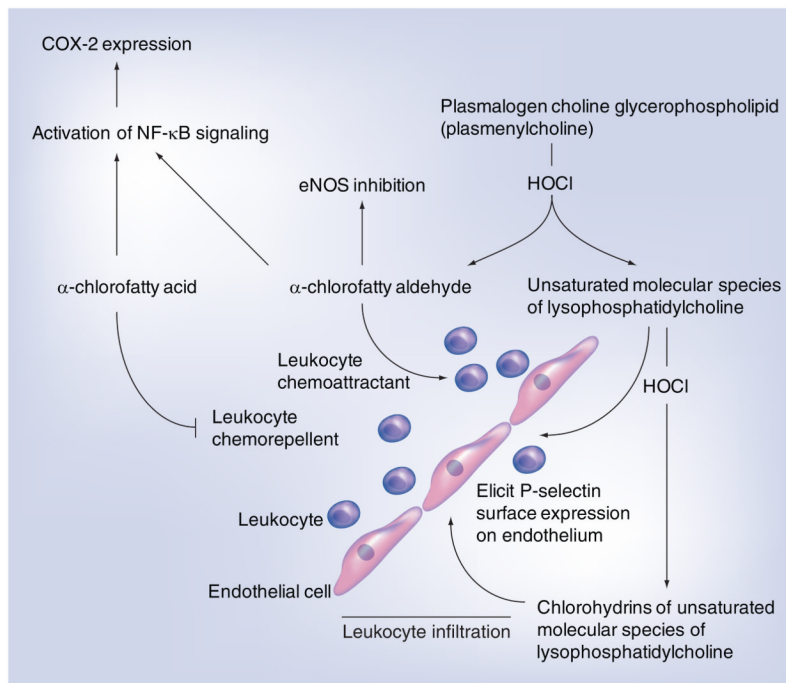 COX-2 expression
Activation of NF-κB signaling
Plasmalogen choline glycerophospholipid
(plasmenylcholine)
HOCl
eNOS inhibition
α-chlorofatty acid
α-chlorofatty aldehyde
Unsaturated molecular species
of lysophosphatidylcholine
Leukocyte
chemoattractant
HOCl
Leukocyte
chemorepellent
Elicit P-selectin
surface expression
on endothelium
Leukocyte
Endothelial cell
Leukocyte infiltration
Chlorohydrins of unsaturated
molecular species of
lysophosphatidylcholine